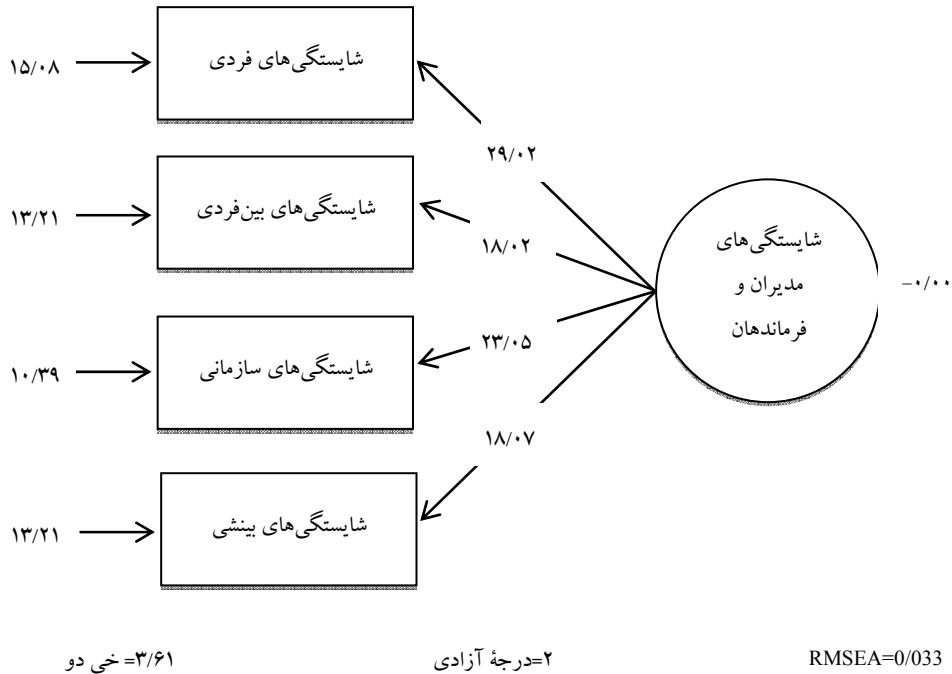 شایستگی‌های فردی
۱۵/۰۸
۲۹/۰۲
شایستگی‌های بین‌فردی
۱۳/۲۱
۱۸/۰۲
شایستگی‌های
مدیران و
فرماندهان
–۰/۰۰
شایستگی‌های سازمانی
۱۰/۳۹
۲۳/۰۵
۱۸/۰۷
شایستگی‌های بینشی
۱۳/۲۱
۳/۶۱= خی دو
۲=درجهٔ آزادی
RMSEA=0/033